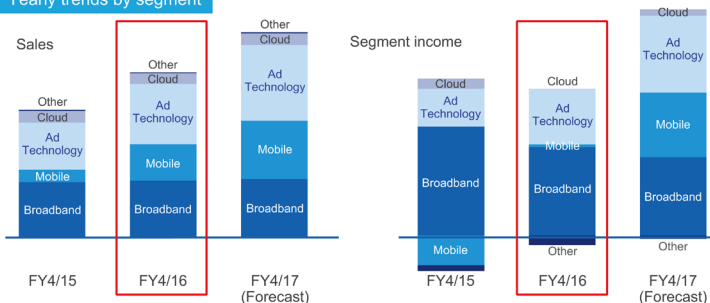 Yearly trends by segment
Sales
Other
Cloud
Ad
Technology
Mobile
Broadband
FY4/15
Other
Cloud
Ad
Technology
Mobile
Broadband
FY4/16
Other
Cloud
Ad
Technology
Mobile
Broadband
FY4/17
(Forecast)
Segment income
Cloud
Ad
Technology
Broadband
Mobile
FY4/15
Cloud
Ad
Technology
Mobile
Broadband
Other
FY4/16
Cloud
Ad
Technology
Mobile
Broadband
Other
FY4/17
(Forecast)